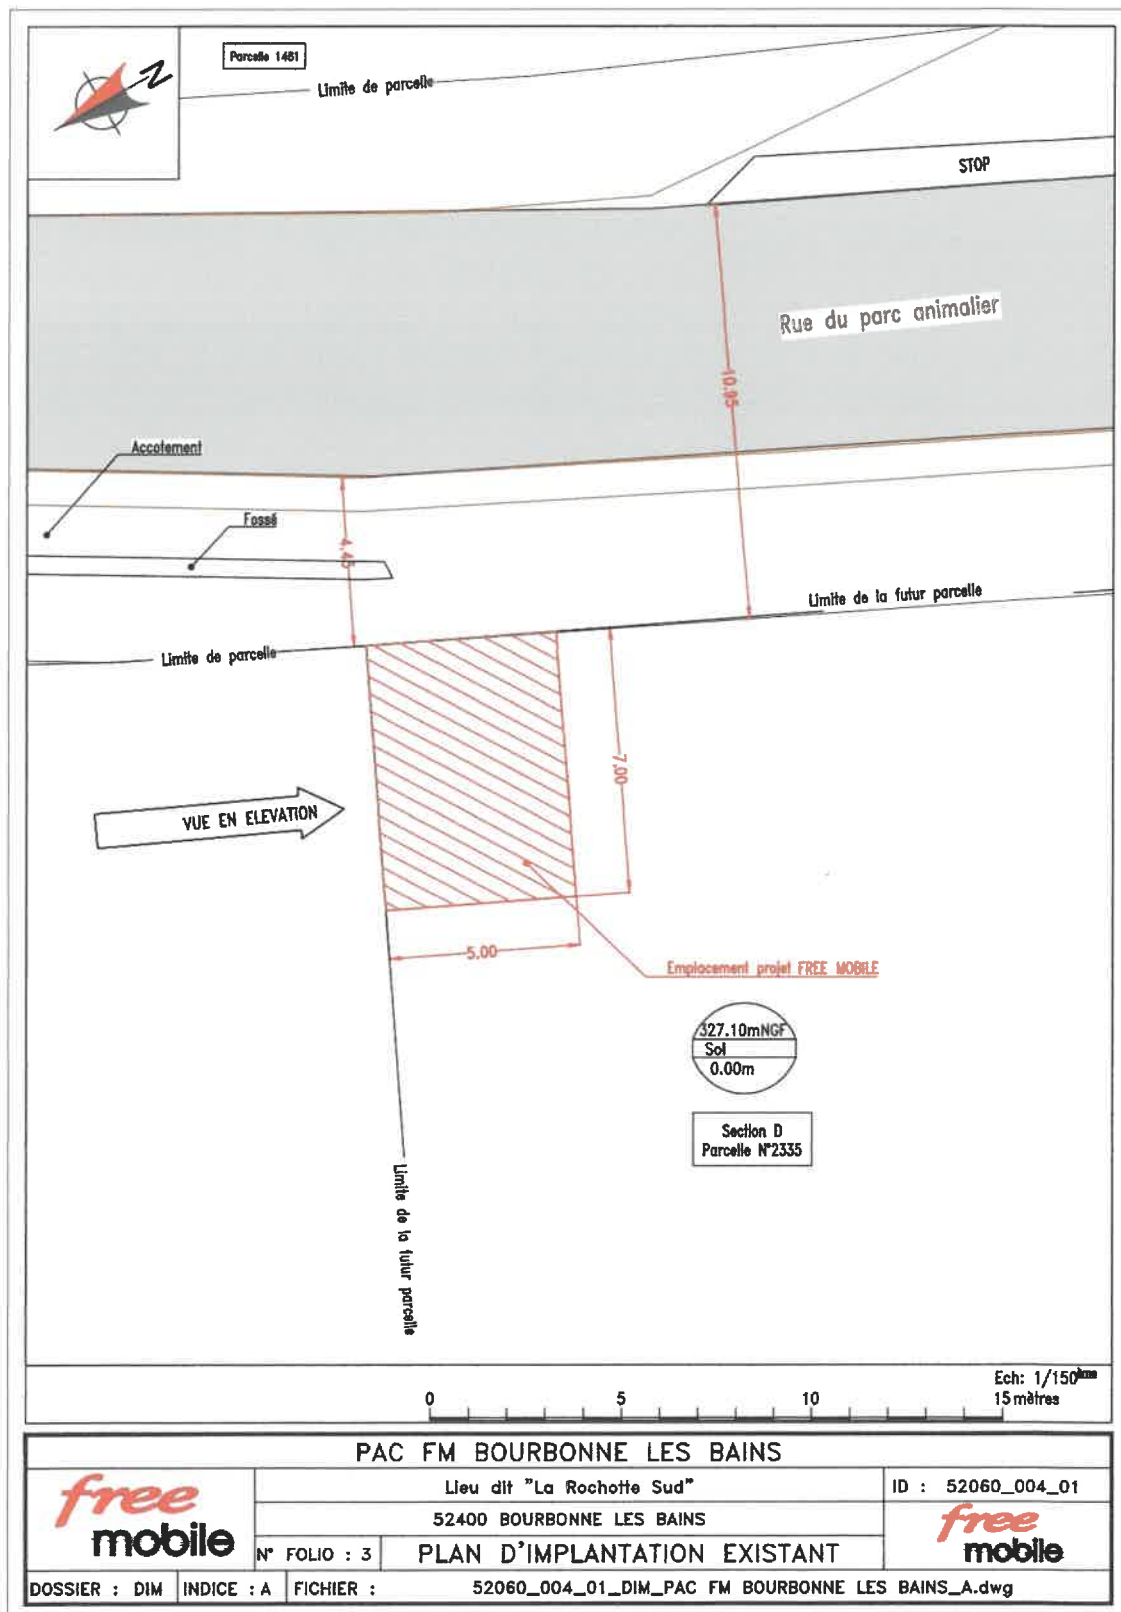 N
Parcelle 1461
Limite de parcelle
STOP
Rue du parc animalier
10.95
Accotement
Fossé
4.45
Limite de la futur parcelle
Limite de parcelle
7.00
VUE EN ELEVATION
5.00
Emplacement projet FREE MOBILE
327.10mNGF
Sol
0.00m
Section D
Parcelle N°2335
Limite de la futur parcelle
Ech: 1/150ème
0 5 10 15 mètres
PAC FM BOURBONNE LES BAINS
free
mobile
Lieu dit "La Rochotte Sud"
ID : 52060_004_01
52400 BOURBONNE LES BAINS
free
mobile
N° FOLIO : 3
PLAN D'IMPLANTATION EXISTANT
DOSSIER : DIM
INDICE : A
FICHIER : 52060_004_01_DIM_PAC FM BOURBONNE LES BAINS_A.dwg